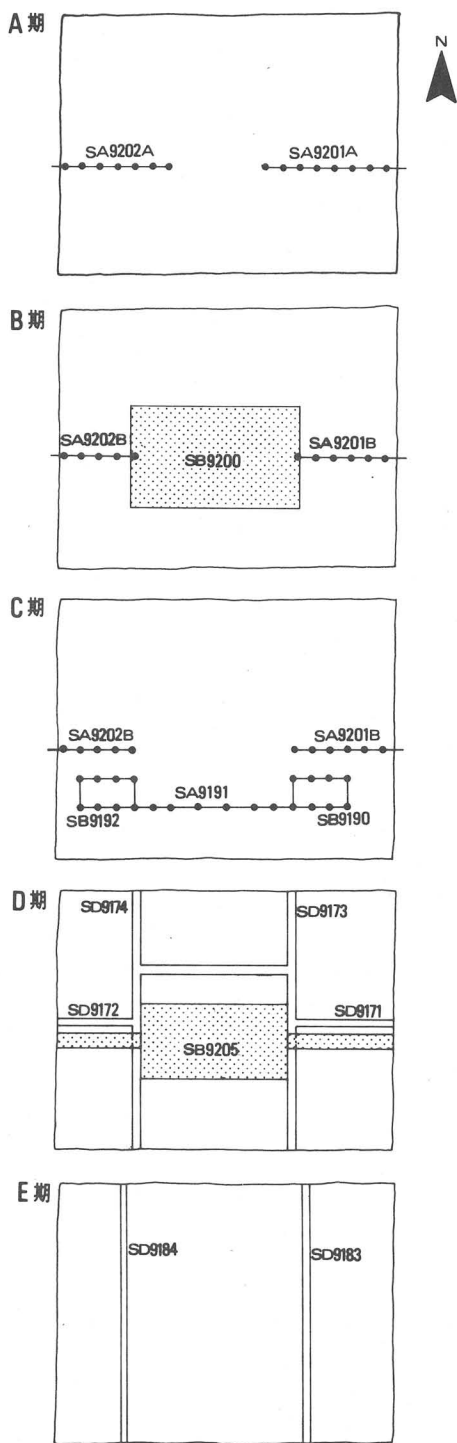 A期
N
SA9202A
SA9201A
B期
SA9202B
SB9200
SA9201B
C期
SA9202B
SA9201B
SA9191
SB9192
SB9190
D期
SD9174
SD9173
SD9172
SD9171
SB9205
E期
SD9184
SD9183